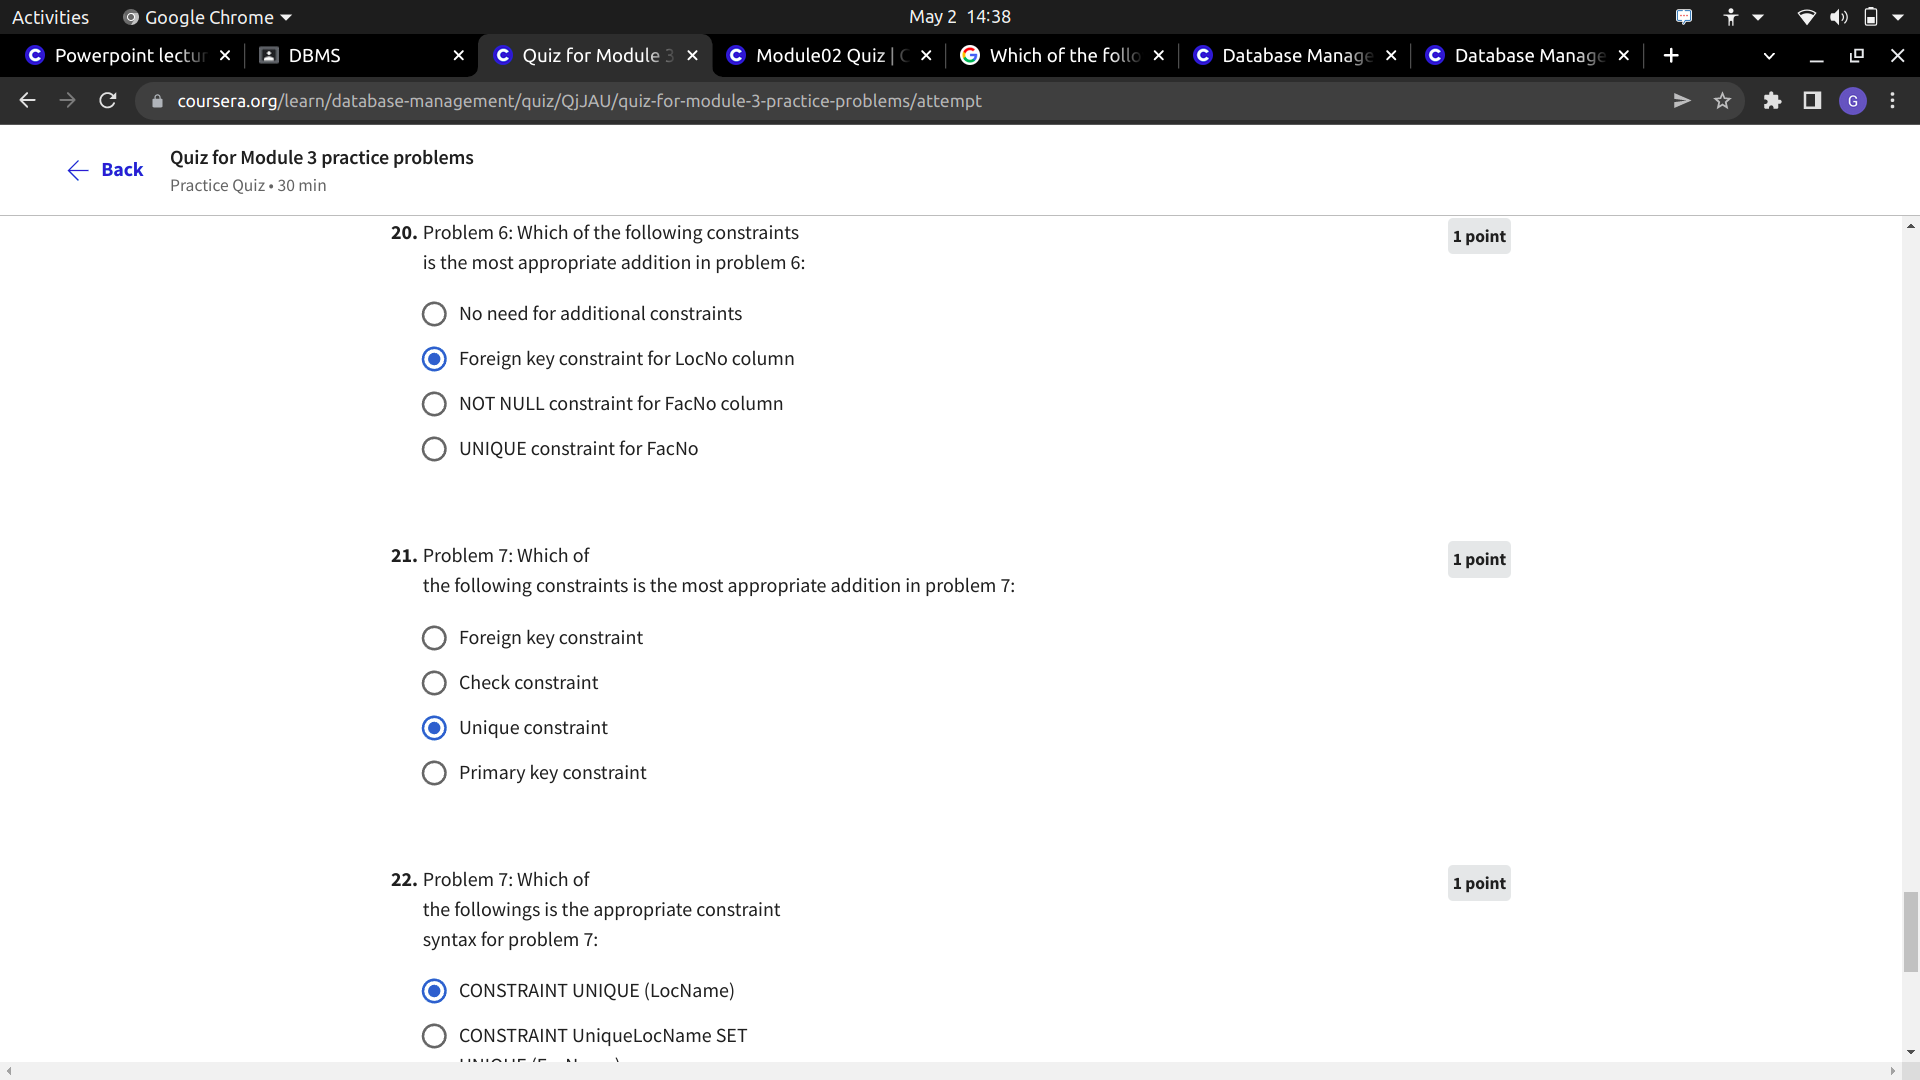 Activities
Google Chrome
May 2 14:38
Powerpoint lectur
DBMS
Quiz for Module 3
Module02 Quiz | C
Which of the follo
Database Manage
Database Manage
coursera.org/learn/database-management/quiz/QjJAU/quiz-for-module-3-practice-problems/attempt
G
Back
Quiz for Module 3 practice problems
Practice Quiz • 30 min
20. Problem 6: Which of the following constraints
is the most appropriate addition in problem 6:
1 point
No need for additional constraints
Foreign key constraint for LocNo column
NOT NULL constraint for FacNo column
UNIQUE constraint for FacNo
21. Problem 7: Which of
the following constraints is the most appropriate addition in problem 7:
1 point
Foreign key constraint
Check constraint
Unique constraint
Primary key constraint
22. Problem 7: Which of
the followings is the appropriate constraint
syntax for problem 7:
1 point
CONSTRAINT UNIQUE (LocName)
CONSTRAINT UniqueLocName SET